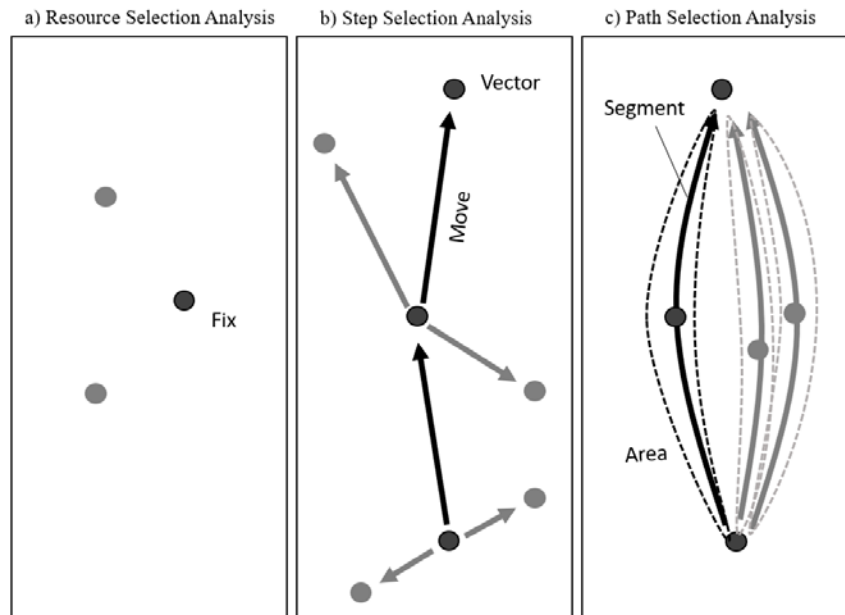 a) Resource Selection Analysis
b) Step Selection Analysis
c) Path Selection Analysis
Fix
Vector
Move
Segment
Area